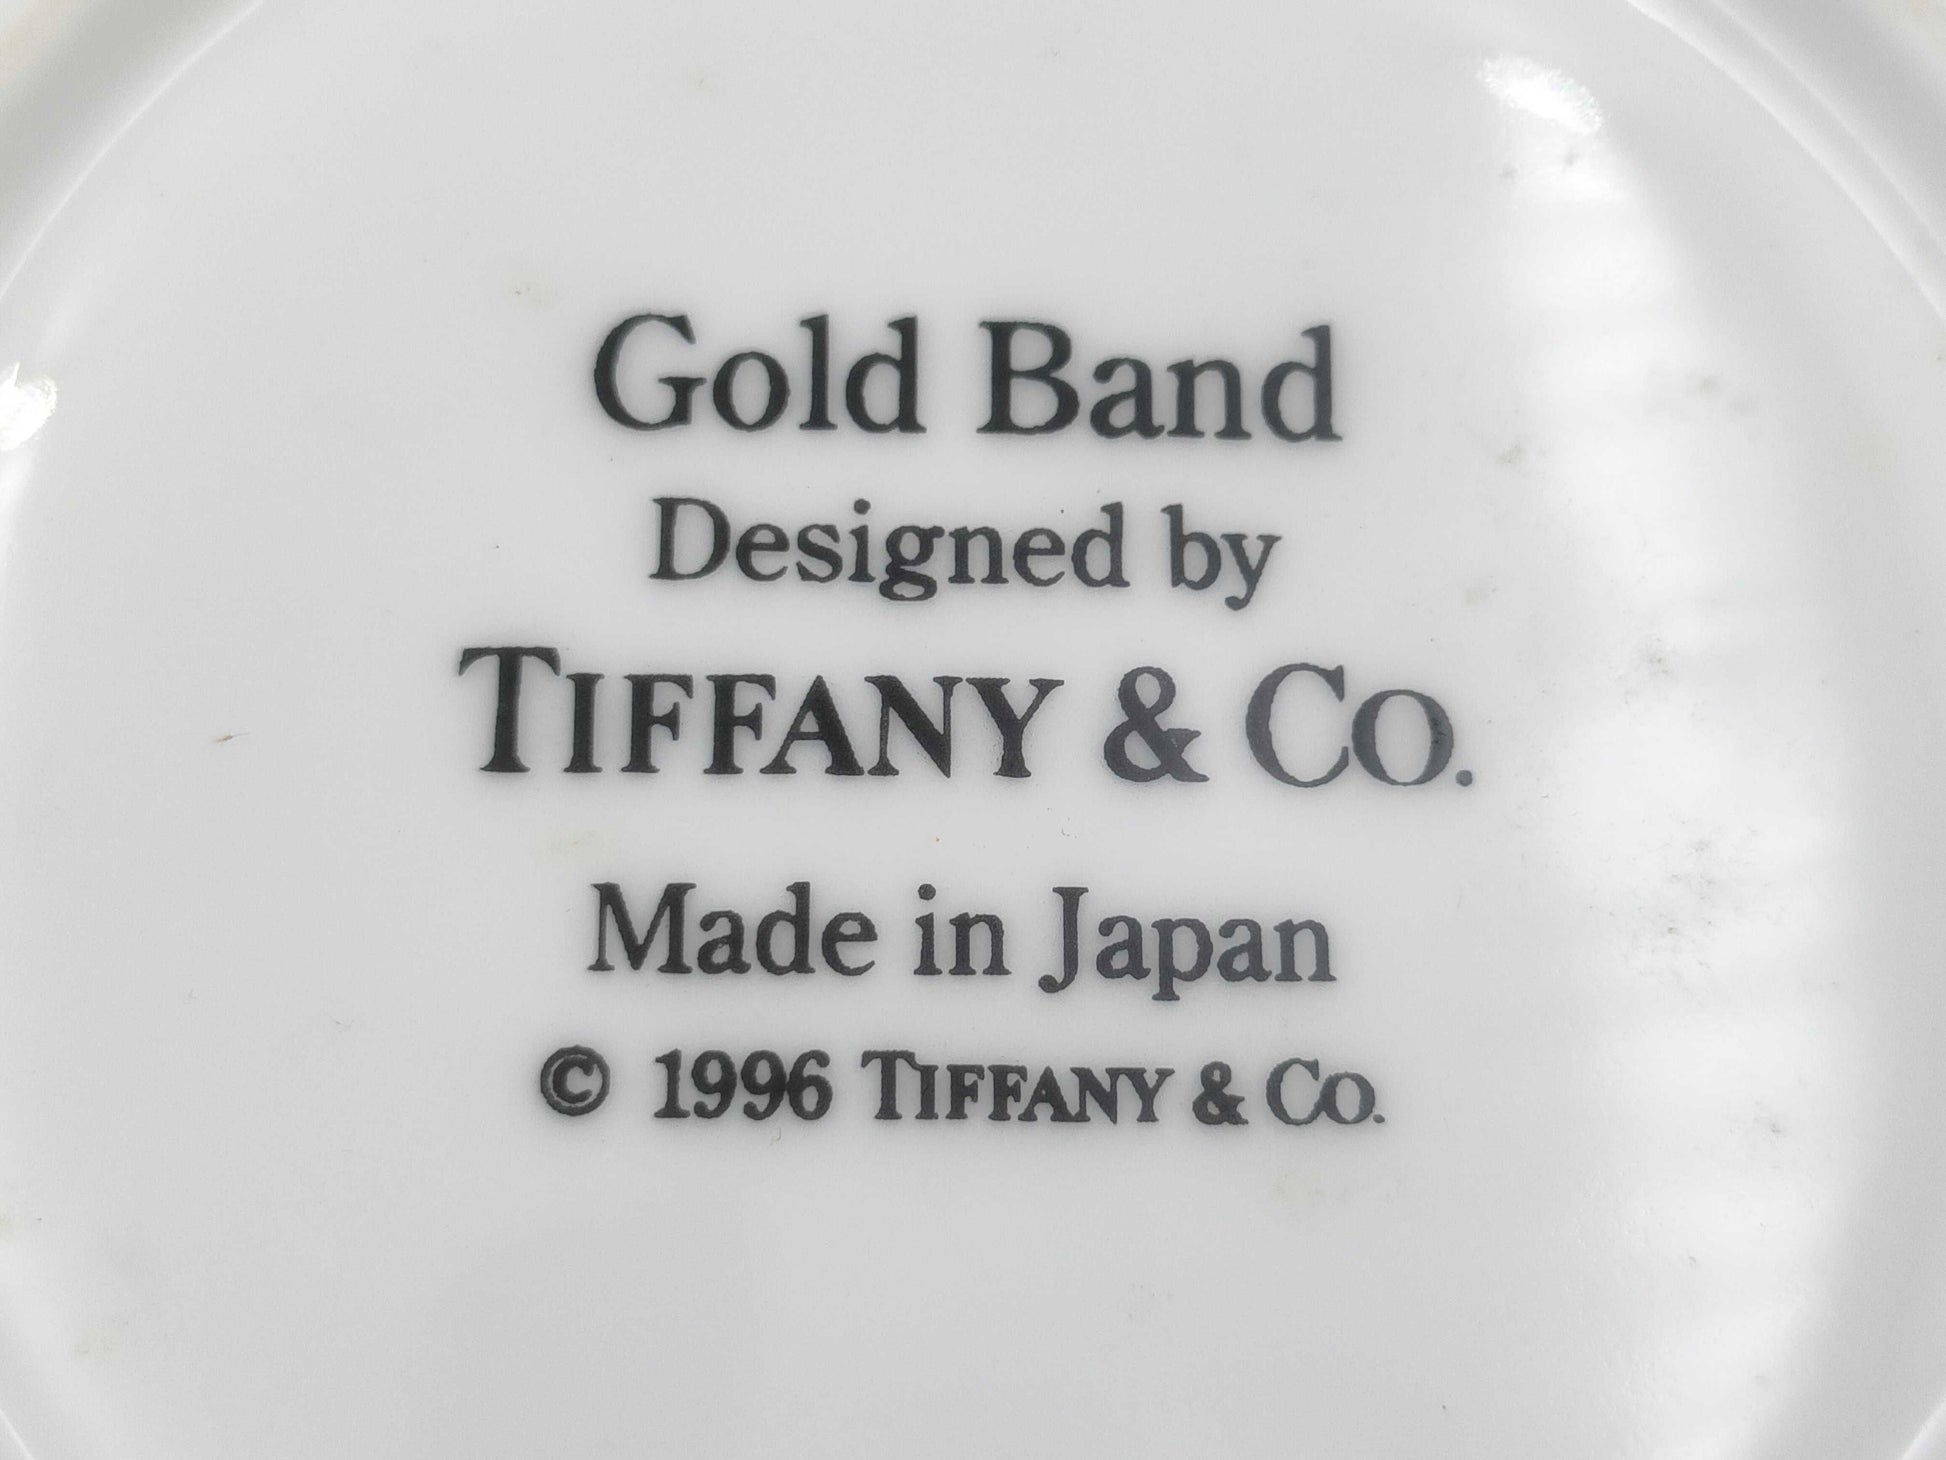 Gold Band
Designed by
TIFFANY & CO.
Made in Japan
© 1996 TIFFANY & CO.